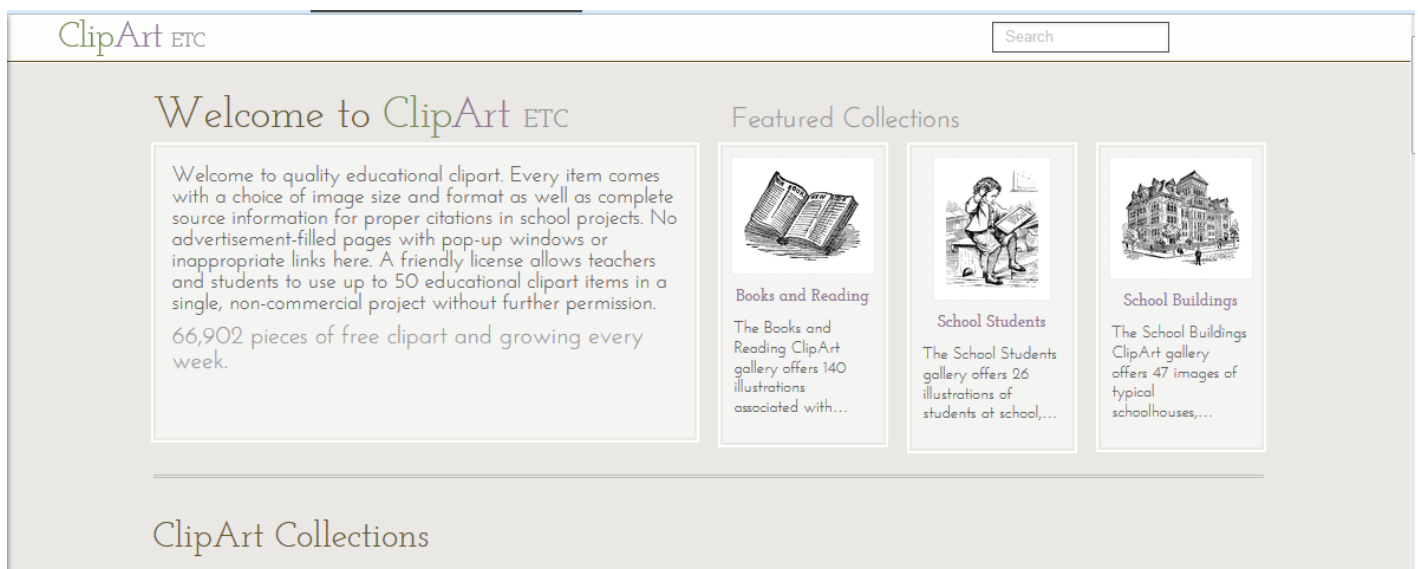 ClipArt ETC
Search
Welcome to ClipArt ETC
Welcome to quality educational clipart. Every item comes
with a choice of image size and format as well as complete
source information for proper citations in school projects. No
advertisement-filled pages with pop-up windows or
inappropriate links here. A friendly license allows teachers
and students to use up to 50 educational clipart items in a
single, non-commercial project without further permission.
66,902 pieces of free clipart and growing every
week.
Featured Collections
Books and Reading
The Books and
Reading ClipArt
gallery offers 140
illustrations
associated with...
School Students
The School Students
gallery offers 26
illustrations of
students at school,...
School Buildings
The School Buildings
ClipArt gallery
offers 47 images of
typical
schoolhouses,...
ClipArt Collections